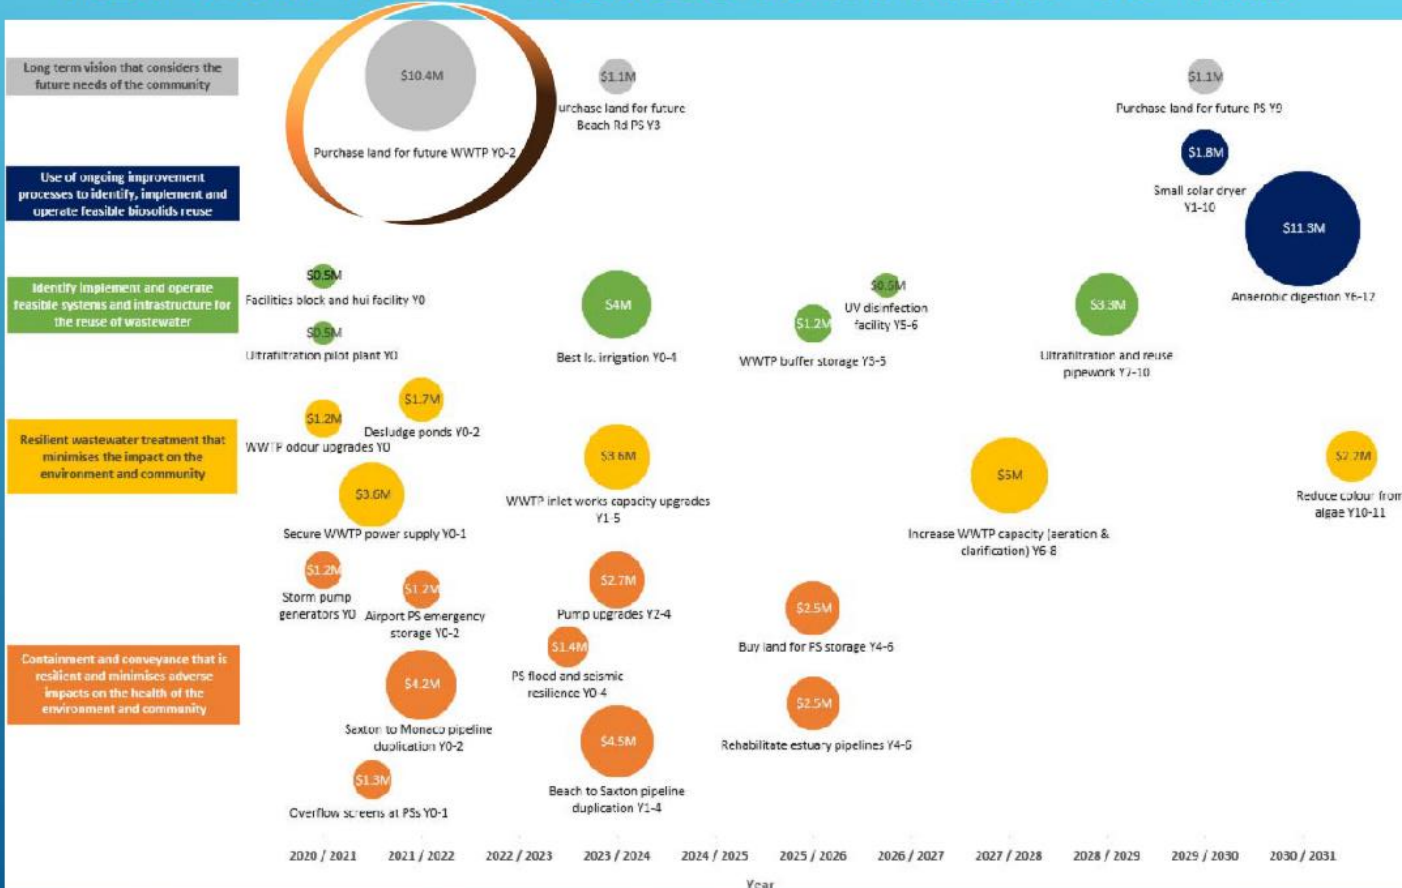 Long term vision that considers the
future needs of the community
$10.4M
Purchase land for future WWTP Y0-2
$1.1M
urchase land for future
Beach Rd PS Y3
$1.1M
Purchase land for future PS Y9
Use of ongoing improvement
processes to identify, implement and
operate feasible biosolids reuse
$1.8M
Small solar dryer
Y1-10
$11.3M
Anaerobic digestion Y6-12
Identify implement and operate
feasible systems and infrastructure for
the reuse of wastewater
$0.5M
Facilities block and hui facility Y0
$0.5M
Ultrafiltration pilot plant Y0
$4M
Best Is. irrigation Y0-4
$1.2M
WWTP buffer storage Y3-5
$0.5M
UV disinfection
facility Y5-6
$3.3M
Ultrafiltration and reuse
pipework Y7-10
Resilient wastewater treatment that
minimises the impact on the
environment and community
$1.2M
WWTP odour upgrades Y0
$1.7M
Desludge ponds Y0-2
$3.6M
Secure WWTP power supply Y0-1
$3.6M
WWTP inlet works capacity upgrades
Y1-5
$5M
Increase WWTP capacity (aeration &
clarification) Y6-8
$2.2M
Reduce colour from
algae Y10-11
Containment and conveyance that is
resilient and minimises adverse
impacts on the health of the
environment and community
$1.2M
Storm pump
generators Y0
$1.2M
Airport PS emergency
storage Y0-2
$2.7M
Pump upgrades Y2-4
$1.4M
PS flood and seismic
resilience Y0-4
$2.5M
Buy land for PS storage Y4-6
$4.2M
Saxton to Monaco pipeline
duplication Y0-2
$4.5M
Beach to Saxton pipeline
duplication Y1-4
$2.5M
Rehabilitate estuary pipelines Y4-6
$1.3M
Overflow screens at PSs Y0-1
2020 / 2021
2021 / 2022
2022 / 2023
2023 / 2024
2024 / 2025
2025 / 2026
2026 / 2027
2027 / 2028
2028 / 2029
2029 / 2030
2030 / 2031
Year